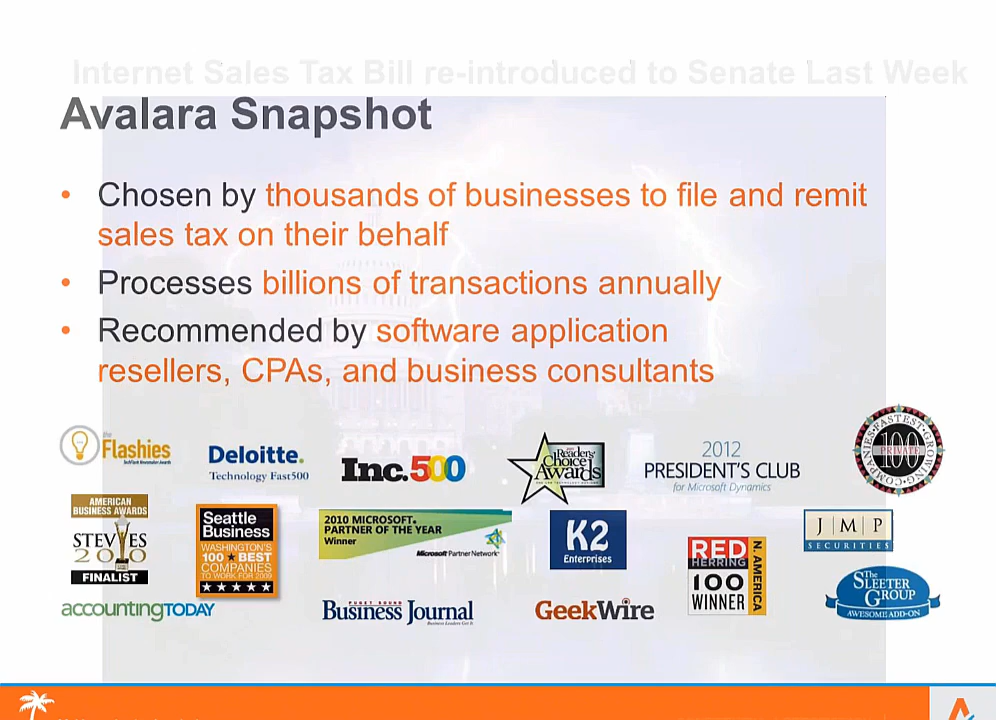 Internet Sales Tax Bill re-introduced to Senate Last Week
Avalara Snapshot
• Chosen by thousands of businesses to file and remit
sales tax on their behalf
• Processes billions of transactions annually
• Recommended by software application
resellers, CPAs, and business consultants
the
Flashies
Deloitte.
Technology Fast500
Inc.500
Readers'
Choice
Awards
2012
PRESIDENT'S CLUB
for Microsoft Dynamics
FASTEST GROWING
100
PRIVATE
COMPANIES
AMERICAN
BUSINESS AWARDS
STEVIES
2010
FINALIST
Seattle
Business
WASHINGTON'S
100 ★ BEST
COMPANIES
TO WORK FOR 2009
★★★★★
2010 MICROSOFT.
PARTNER OF THE YEAR
Winner
Microsoft Partner Network
K2
Enterprises
RED
HERRING
100
WINNER
N. AMERICA
J M P
SECURITIES
accountingTODAY
PUGET SOUND
Business Journal
GeekWire
The
SLEETER
GROUP
AWESOME ADD-ON